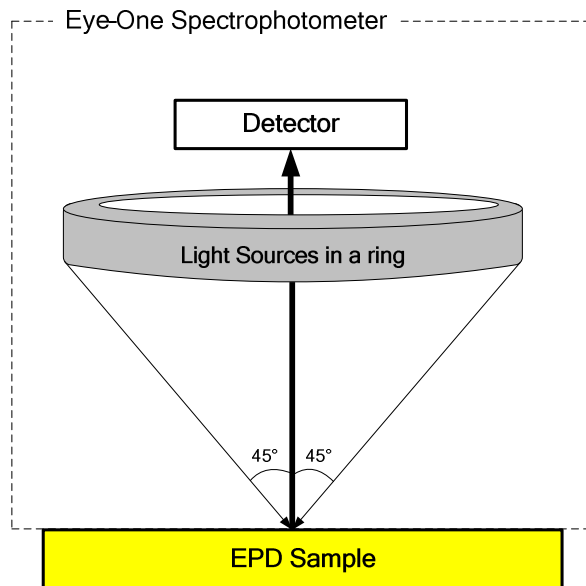 Eye-One Spectrophotometer
Detector
Light Sources in a ring
45° 45°
EPD Sample